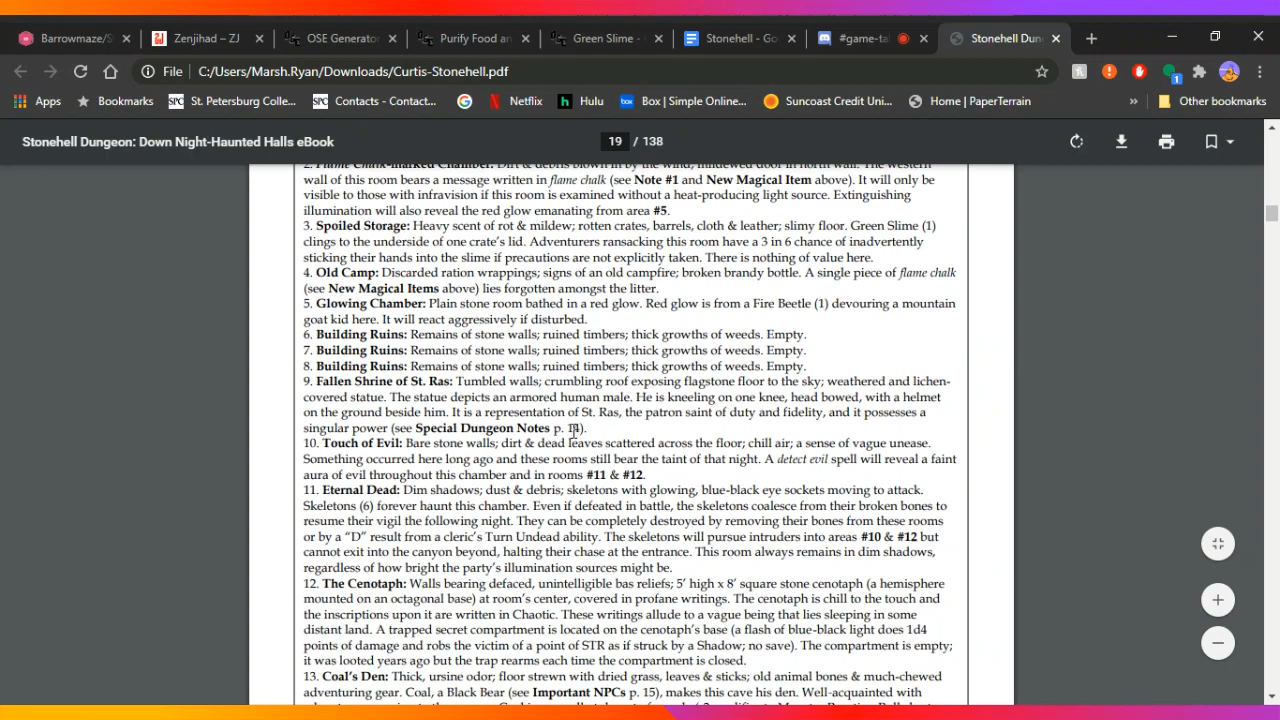 Barrowmaze/S
Zenjihad – ZJ
OSE Generator
Purify Food an
Green Slime -
Stonehell - Go
#game-tal
Stonehell Dun
File C:/Users/Marsh.Ryan/Downloads/Curtis-Stonehell.pdf
Apps Bookmarks SPC St. Petersburg Colle... SPC Contacts - Contact... Netflix Hulu Box | Simple Onlin... Suncoast Credit Uni... Home | PaperTerrain » Other bookmarks
Stonehell Dungeon: Down Night-Haunted Halls eBook 19 / 138
2. Flame Chalk-marked Chamber: Dirt & debris blown in by the wind, mildewed door in north wall. The western
wall of this room bears a message written in flame chalk (see Note #1 and New Magical Item above). It will only be
visible to those with infravision if this room is examined without a heat-producing light source. Extinguishing
illumination will also reveal the red glow emanating from area #5.
3. Spoiled Storage: Heavy scent of rot & mildew; rotten crates, barrels, cloth & leather; slimy floor. Green Slime (1)
clings to the underside of one crate's lid. Adventurers ransacking this room have a 3 in 6 chance of inadvertently
sticking their hands into the slime if precautions are not explicitly taken. There is nothing of value here.
4. Old Camp: Discarded ration wrappings; signs of an old campfire; broken brandy bottle. A single piece of flame chalk
(see New Magical Items above) lies forgotten amongst the litter.
5. Glowing Chamber: Plain stone room bathed in a red glow. Red glow is from a Fire Beetle (1) devouring a mountain
goat kid here. It will react aggressively if disturbed.
6. Building Ruins: Remains of stone walls; ruined timbers; thick growths of weeds. Empty.
7. Building Ruins: Remains of stone walls; ruined timbers; thick growths of weeds. Empty.
8. Building Ruins: Remains of stone walls; ruined timbers; thick growths of weeds. Empty.
9. Fallen Shrine of St. Ras: Tumbled walls; crumbling roof exposing flagstone floor to the sky; weathered and lichen-
covered statue. The statue depicts an armored human male. He is kneeling on one knee, head bowed, with a helmet
on the ground beside him. It is a representation of St. Ras, the patron saint of duty and fidelity, and it possesses a
singular power (see Special Dungeon Notes p. 14).
10. Touch of Evil: Bare stone walls; dirt & dead leaves scattered across the floor; chill air; a sense of vague unease.
Something occurred here long ago and these rooms still bear the taint of that night. A detect evil spell will reveal a faint
aura of evil throughout this chamber and in rooms #11 & #12.
11. Eternal Dead: Dim shadows; dust & debris; skeletons with glowing, blue-black eye sockets moving to attack.
Skeletons (6) forever haunt this chamber. Even if defeated in battle, the skeletons coalesce from their broken bones to
resume their vigil the following night. They can be completely destroyed by removing their bones from these rooms
or by a "D" result from a cleric's Turn Undead ability. The skeletons will pursue intruders into areas #10 & #12 but
cannot exit into the canyon beyond, halting their chase at the entrance. This room always remains in dim shadows,
regardless of how bright the party's illumination sources might be.
12. The Cenotaph: Walls bearing defaced, unintelligible bas reliefs; 5' high x 8' square stone cenotaph (a hemisphere
mounted on an octagonal base) at room's center, covered in profane writings. The cenotaph is chill to the touch and
the inscriptions upon it are written in Chaotic. These writings allude to a vague being that lies sleeping in some
distant land. A trapped secret compartment is located on the cenotaph's base (a flash of blue-black light does 1d4
points of damage and robs the victim of a point of STR as if struck by a Shadow; no save). The compartment is empty;
it was looted years ago but the trap rearms each time the compartment is closed.
13. Coal's Den: Thick, ursine odor; floor strewn with dried grass, leaves & sticks; old animal bones & much-chewed
adventuring gear. Coal, a Black Bear (see Important NPCs p. 15), makes this cave his den. Well-acquainted with